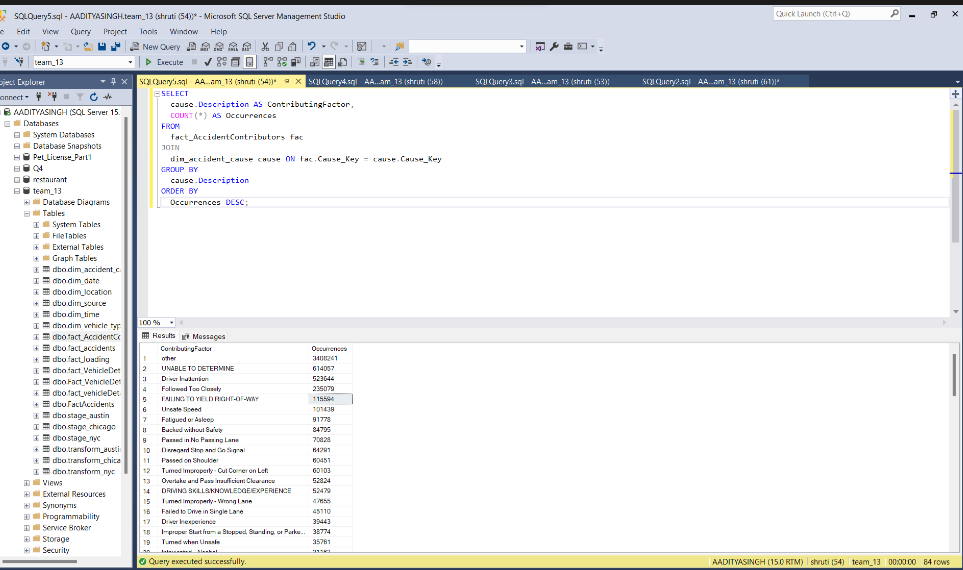 SQLQuery5.sql - AADITYASINGH.team_13 (shruti (54))* - Microsoft SQL Server Management Studio
Quick Launch (Ctrl+Q)
e Edit View Query Project Tools Window Help
New Query
team_13
Execute
oject Explorer
onnect
AADITYASINGH (SQL Server 15.
Databases
System Databases
Database Snapshots
Pet_License_Part1
Q4
restaurant
team_13
Database Diagrams
Tables
System Tables
FileTables
External Tables
Graph Tables
dbo.dim_accident_c
dbo.dim_date
dbo.dim_location
dbo.dim_source
dbo.dim_time
dbo.dim_vehicle_typ
dbo.fact_AccidentCo
dbo.fact_accidents
dbo.fact_loading
dbo.fact_VehicleDet
dbo.Fact_VehicleDet
dbo.fact_vehicleDeta
dbo.FactAccidents
dbo.stage_austin
dbo.stage_chicago
dbo.stage_nyc
dbo.transform_austi
dbo.transform_chica
dbo.transform_nyc
Views
External Resources
Synonyms
Programmability
Service Broker
Storage
Security
SQLQuery5.sql - AA...am_13 (shruti (54))*
SQLQuery4.sql - AA...am_13 (shruti (58))
SQLQuery3.sql - AA...am_13 (shruti (53))
SQLQuery2.sql - AA...am_13 (shruti (61))*
SELECT
cause.Description AS ContributingFactor,
COUNT(*) AS Occurrences
FROM
fact_AccidentContributors fac
JOIN
dim_accident_cause cause ON fac.Cause_Key = cause.Cause_Key
GROUP BY
cause.Description
ORDER BY
Occurrences DESC;
100 %
Results Messages
ContributingFactor Occurrences
1 other 3408241
2 UNABLE TO DETERMINE 614057
3 Driver Inattention 523644
4 Followed Too Closely 235079
5 FAILING TO YIELD RIGHT-OF-WAY 115594
6 Unsafe Speed 101439
7 Fatigued or Asleep 91778
8 Backed without Safety 84795
9 Passed in No Passing Lane 70828
10 Disregard Stop and Go Signal 64291
11 Passed on Shoulder 60451
12 Turned Improperly - Cut Corner on Left 60103
13 Overtake and Pass Insufficient Clearance 52824
14 DRIVING SKILLS/KNOWLEDGE/EXPERIENCE 52479
15 Turned Improperly - Wrong Lane 47655
16 Failed to Drive in Single Lane 45110
17 Driver Inexperience 39443
18 Improper Start from a Stopped, Standing, or Parke... 38774
19 Turned when Unsafe 35761
Query executed successfully.
AADITYASINGH (15.0 RTM) shruti (54) team_13 00:00:00 84 rows